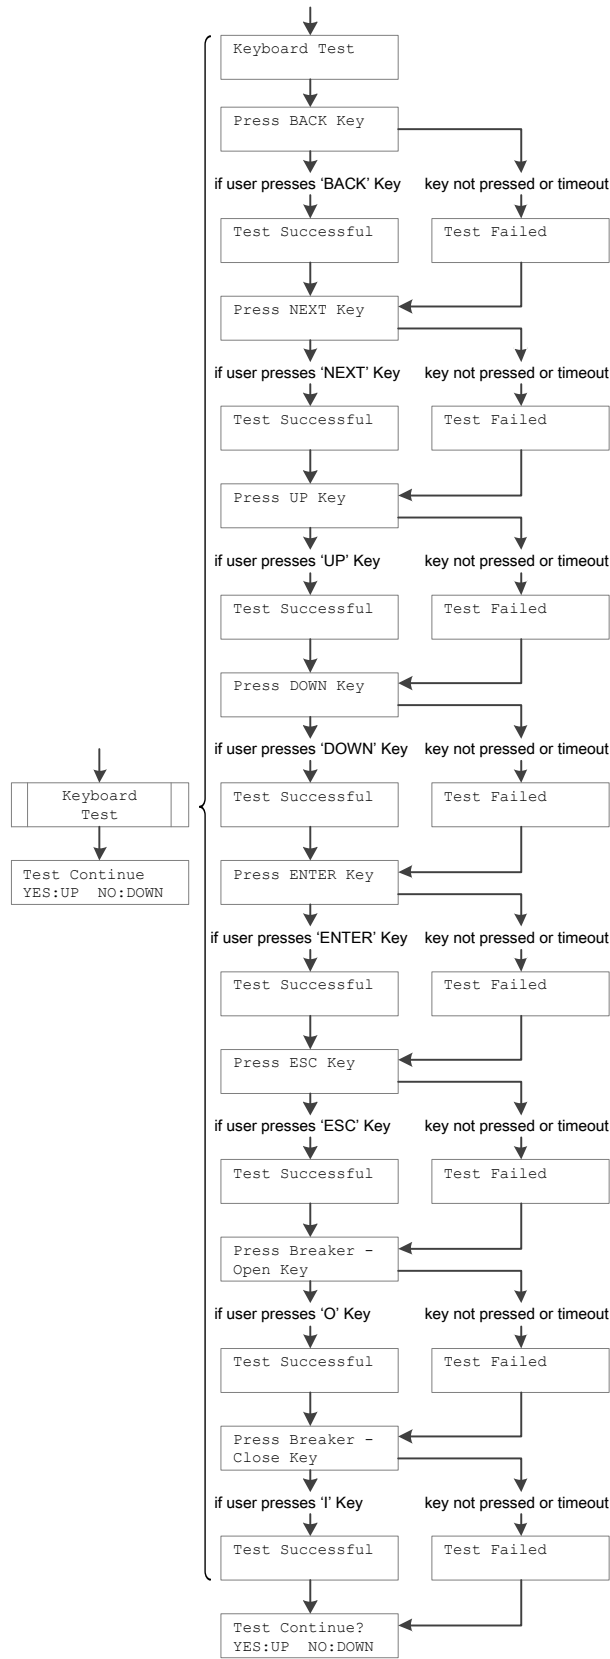 Keyboard Test
Press BACK Key
if user presses ‘BACK’ Key key not pressed or timeout
Test Successful Test Failed
Press NEXT Key
if user presses ‘NEXT’ Key key not pressed or timeout
Test Successful Test Failed
Press UP Key
if user presses ‘UP’ Key key not pressed or timeout
Test Successful Test Failed
Press DOWN Key
if user presses ‘DOWN’ Key key not pressed or timeout
Test Successful Test Failed
Keyboard
Test
Test Continue
YES:UP NO:DOWN
Press ENTER Key
if user presses ‘ENTER’ Key key not pressed or timeout
Test Successful Test Failed
Press ESC Key
if user presses ‘ESC’ Key key not pressed or timeout
Test Successful Test Failed
Press Breaker -
Open Key
if user presses ‘O’ Key key not pressed or timeout
Test Successful Test Failed
Press Breaker -
Close Key
if user presses ‘I’ Key key not pressed or timeout
Test Successful Test Failed
Test Continue?
YES:UP NO:DOWN